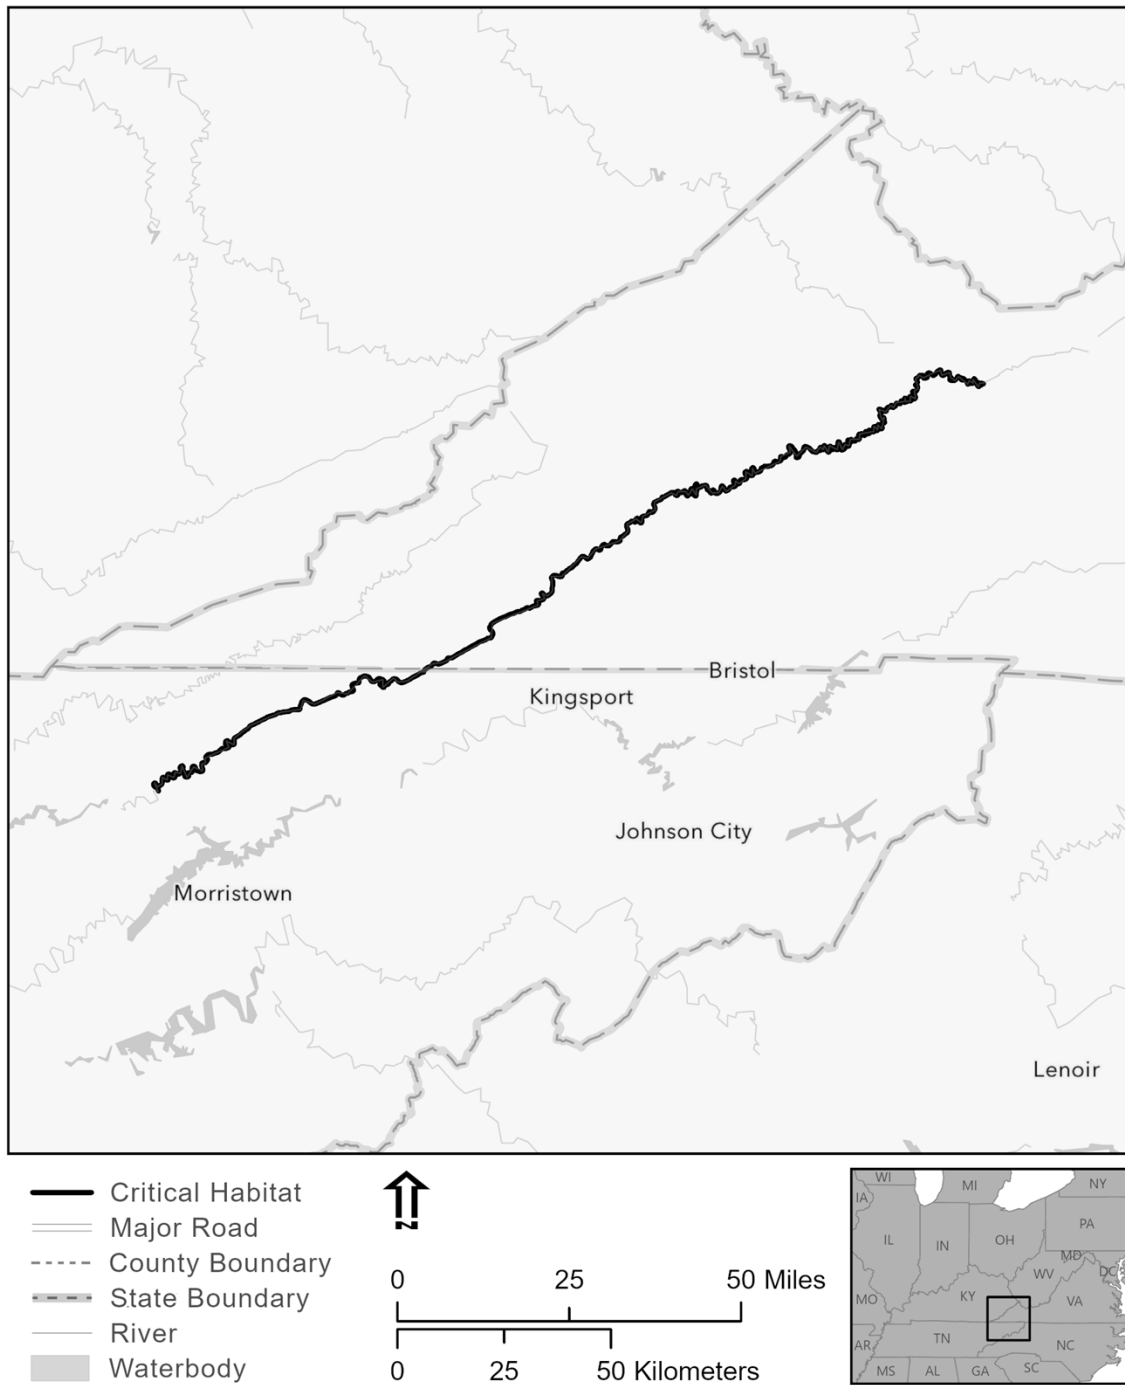 Bristol
Kingsport
Johnson City
Morristown
Lenoir
Critical Habitat
Major Road
County Boundary
State Boundary
River
Waterbody
N
0 25 50 Miles
0 25 50 Kilometers
WI MI NY
IA
IL IN OH PA
MD
WV DC
MO KY VA
AR TN NC
MS AL GA SC